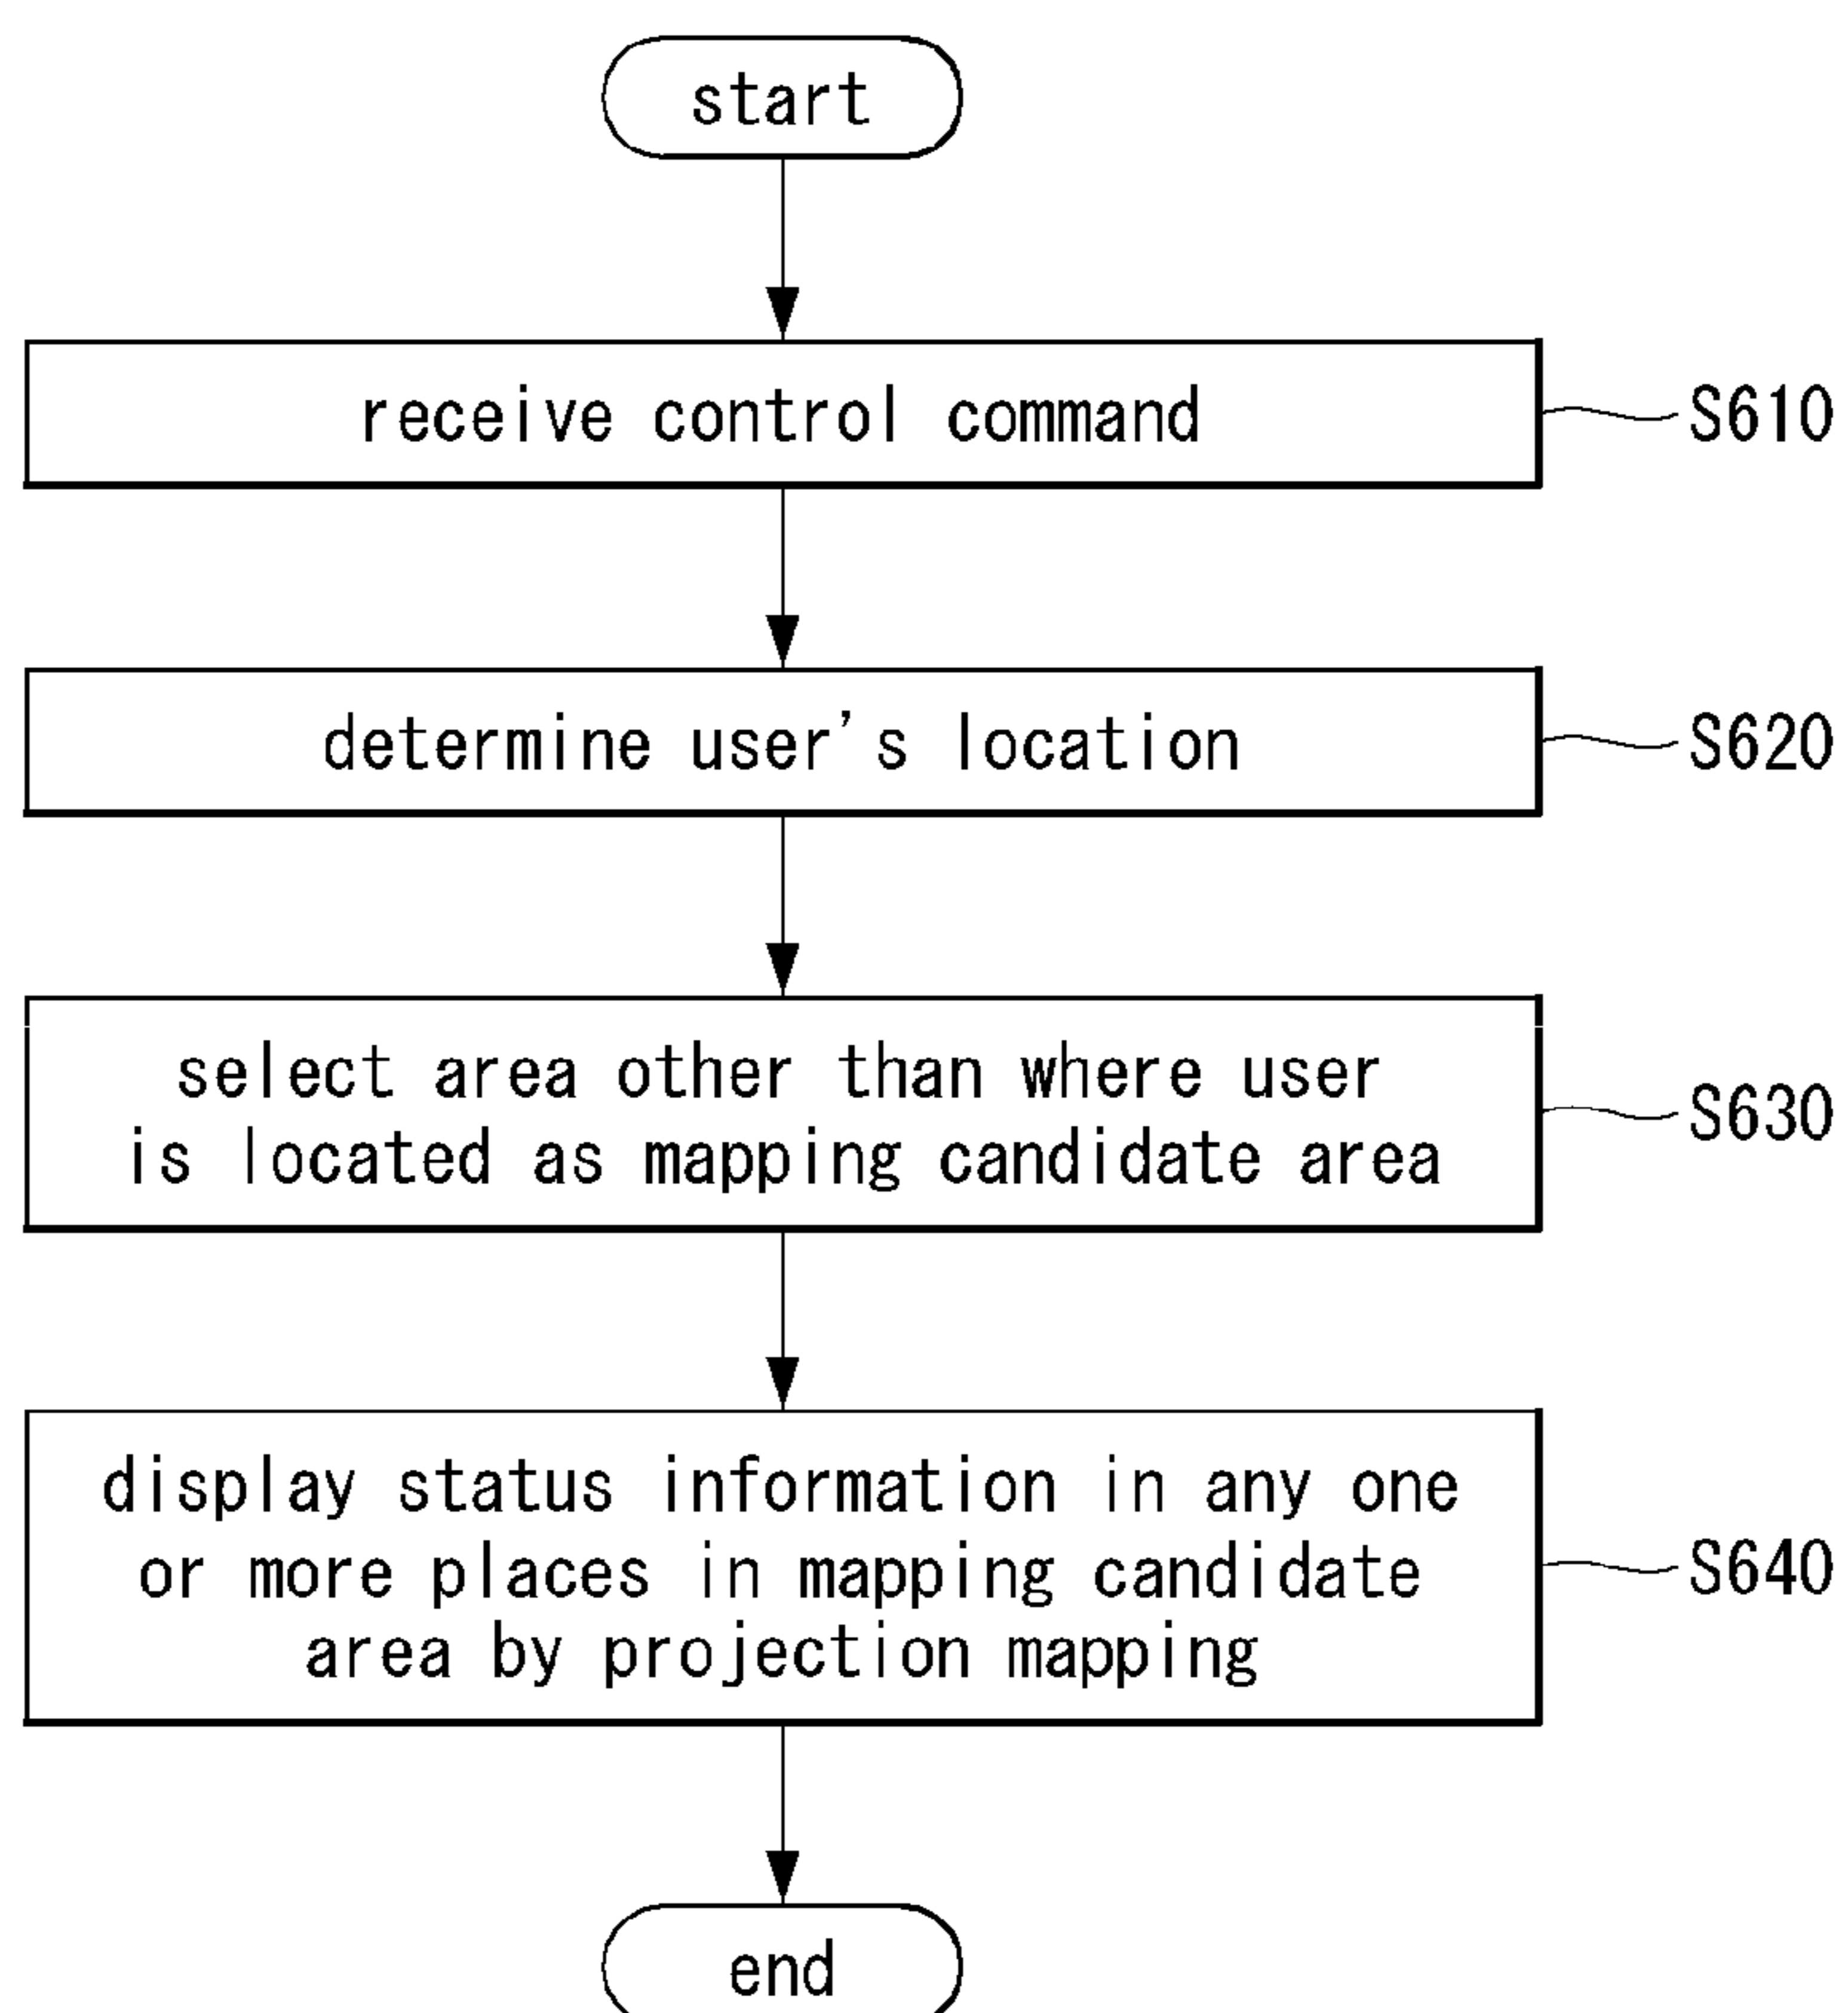 start
receive control command
S610
determine user's location
S620
select area other than where user
is located as mapping candidate area
S630
display status information in any one
or more places in mapping candidate
area by projection mapping
S640
end